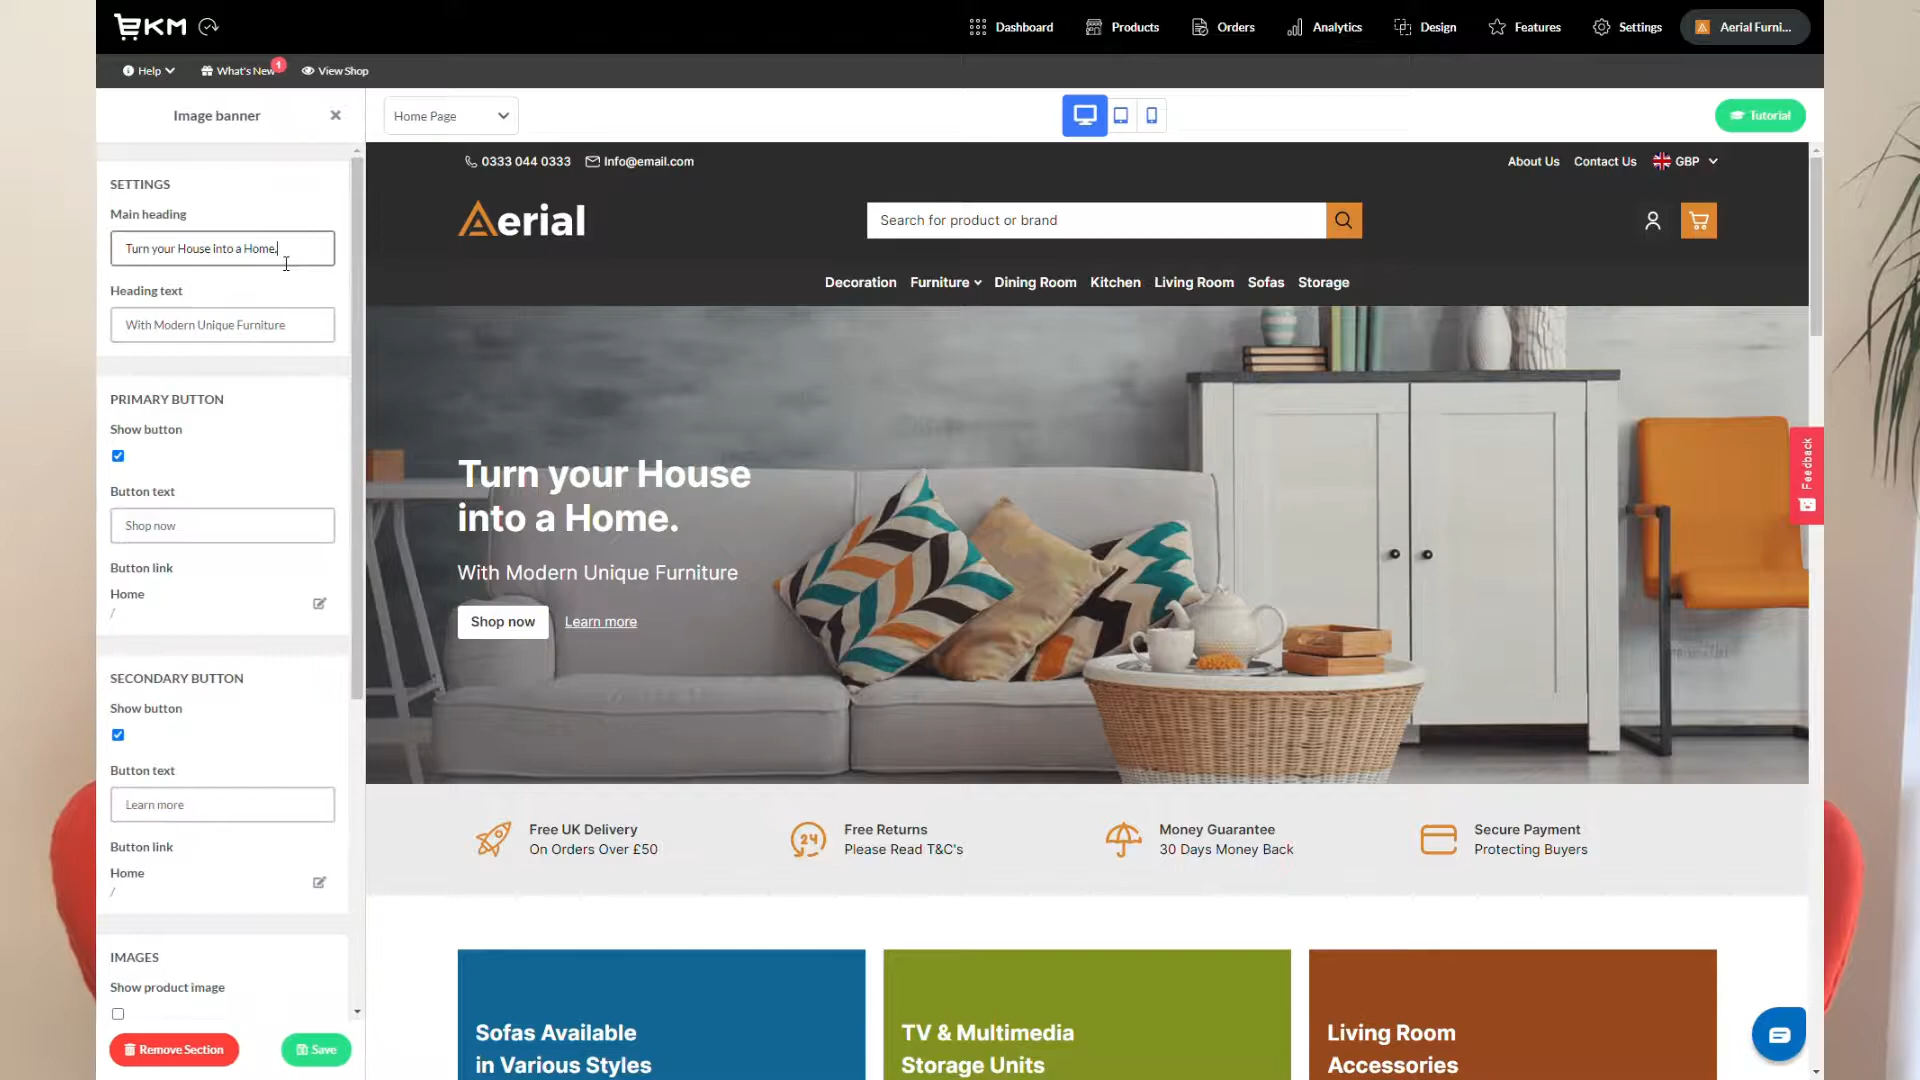 EKM
Dashboard
Products
Orders
Analytics
Design
Features
Settings
Aerial Furni...
Help
What's New
1
View Shop
Image banner
Home Page
Tutorial
SETTINGS
Main heading
Turn your House into a Home.
Heading text
With Modern Unique Furniture
PRIMARY BUTTON
Show button
Button text
Shop now
Button link
Home
/
SECONDARY BUTTON
Show button
Button text
Learn more
Button link
Home
/
IMAGES
Show product image
Remove Section
Save
0333 044 0333
Info@email.com
About Us
Contact Us
GBP
Aerial
Search for product or brand
Decoration
Furniture
Dining Room
Kitchen
Living Room
Sofas
Storage
Turn your House
into a Home.
With Modern Unique Furniture
Shop now
Learn more
Feedback
Free UK Delivery
On Orders Over £50
24
Free Returns
Please Read T&C's
Money Guarantee
30 Days Money Back
Secure Payment
Protecting Buyers
Sofas Available
in Various Styles
TV & Multimedia
Storage Units
Living Room
Accessories